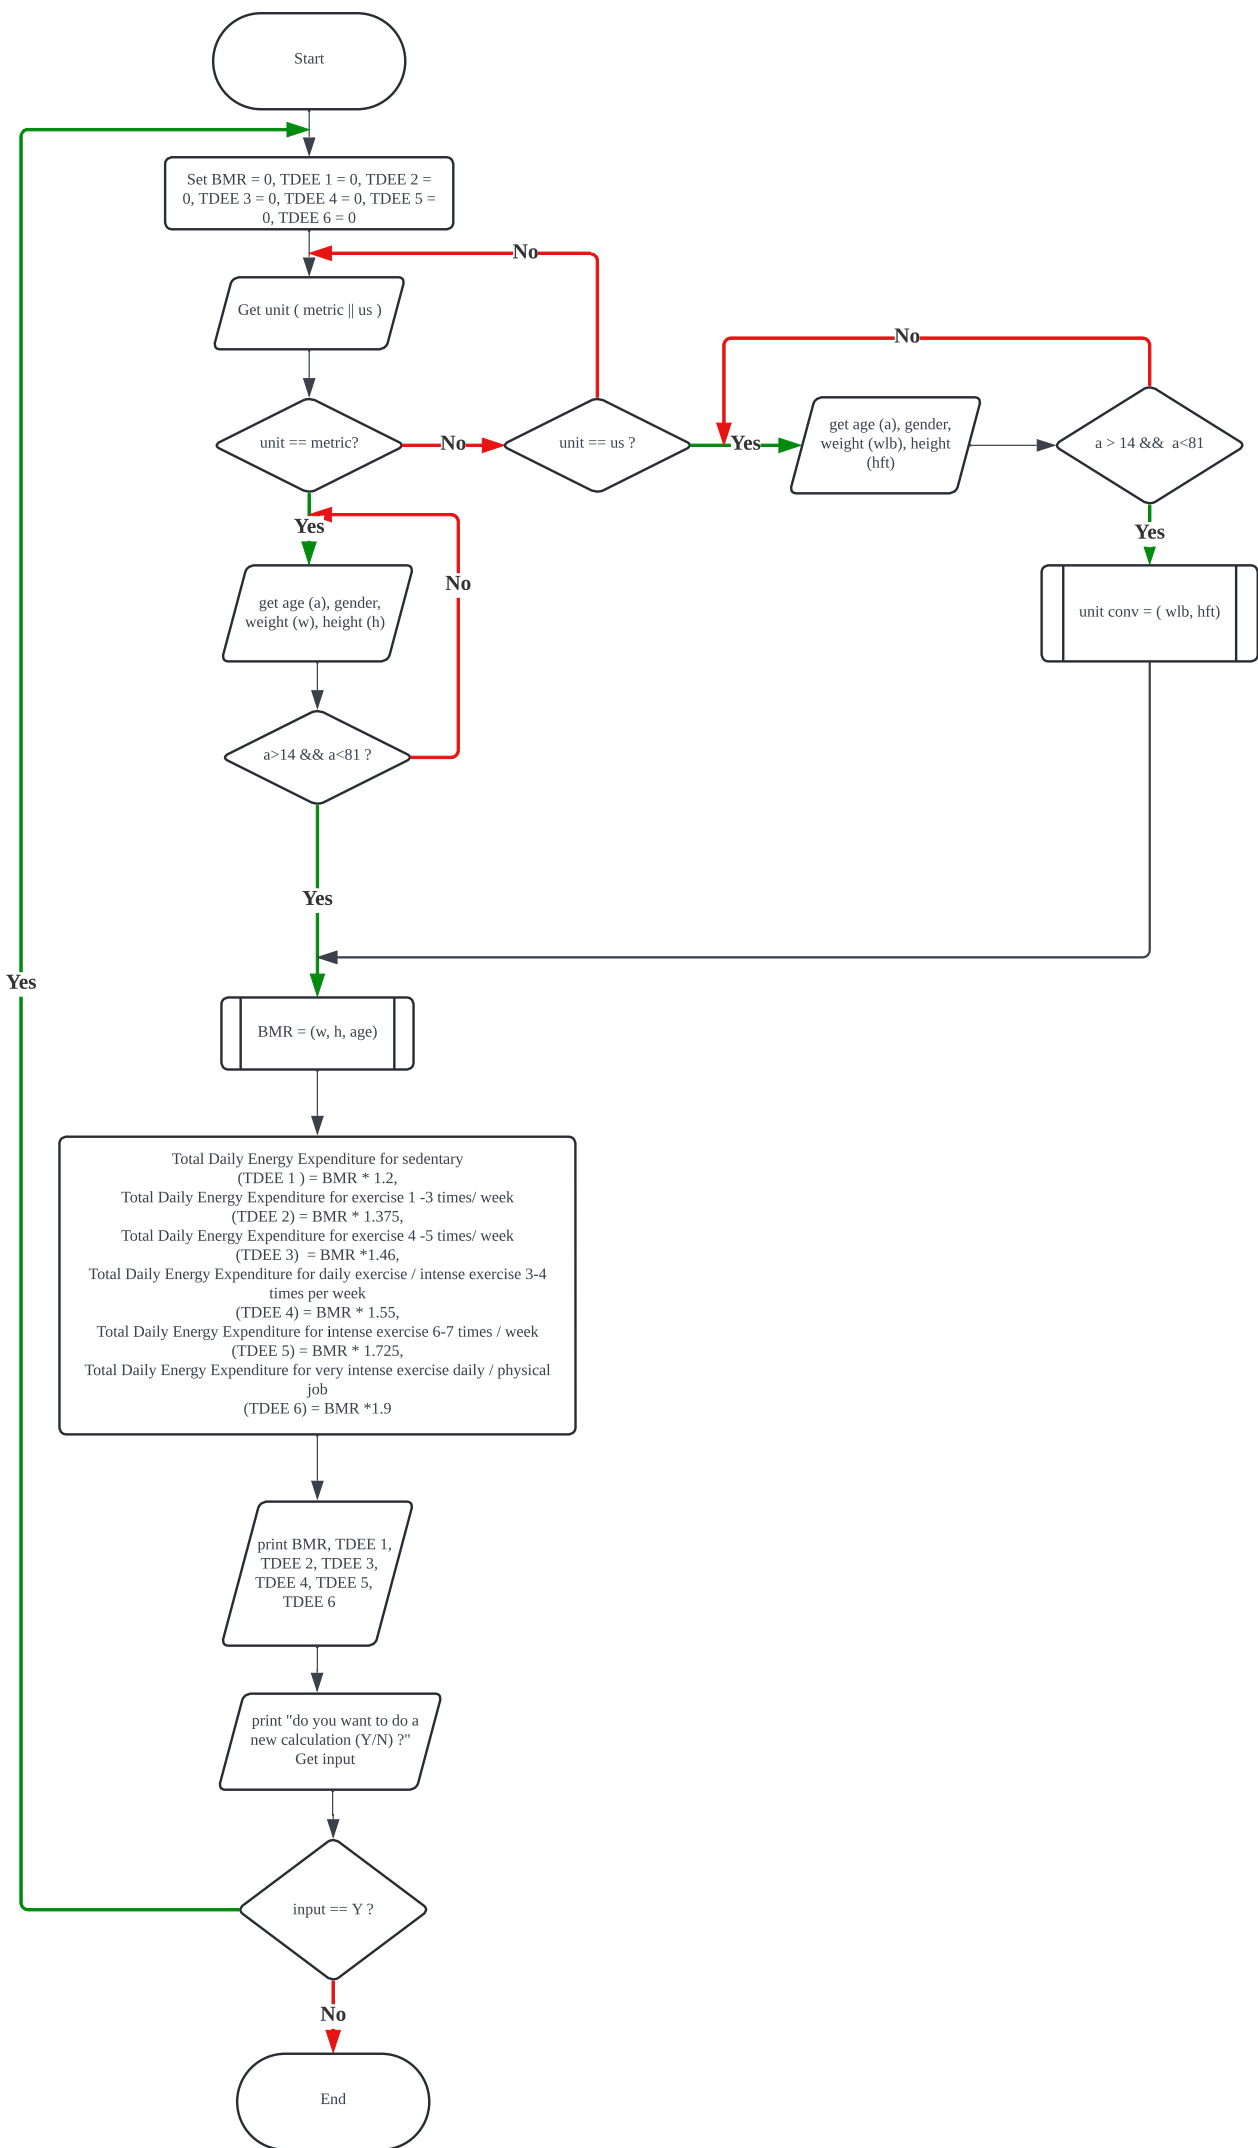 Start
Set BMR = 0, TDEE 1 = 0, TDEE 2 =
0, TDEE 3 = 0, TDEE 4 = 0, TDEE 5 =
0, TDEE 6 = 0
No
Get unit ( metric || us )
No
unit == metric?
No
unit == us ?
Yes
get age (a), gender,
weight (wlb), height
(hft)
a > 14 && a<81
Yes
Yes
unit conv = ( wlb, hft)
No
get age (a), gender,
weight (w), height (h)
a>14 && a<81 ?
Yes
Yes
BMR = (w, h, age)
Total Daily Energy Expenditure for sedentary
(TDEE 1 ) = BMR * 1.2,
Total Daily Energy Expenditure for exercise 1 -3 times/ week
(TDEE 2) = BMR * 1.375,
Total Daily Energy Expenditure for exercise 4 -5 times/ week
(TDEE 3) = BMR *1.46,
Total Daily Energy Expenditure for daily exercise / intense exercise 3-4
times per week
(TDEE 4) = BMR * 1.55,
Total Daily Energy Expenditure for intense exercise 6-7 times / week
(TDEE 5) = BMR * 1.725,
Total Daily Energy Expenditure for very intense exercise daily / physical
job
(TDEE 6) = BMR *1.9
print BMR, TDEE 1,
TDEE 2, TDEE 3,
TDEE 4, TDEE 5,
TDEE 6
print "do you want to do a
new calculation (Y/N) ?"
Get input
input == Y ?
No
End